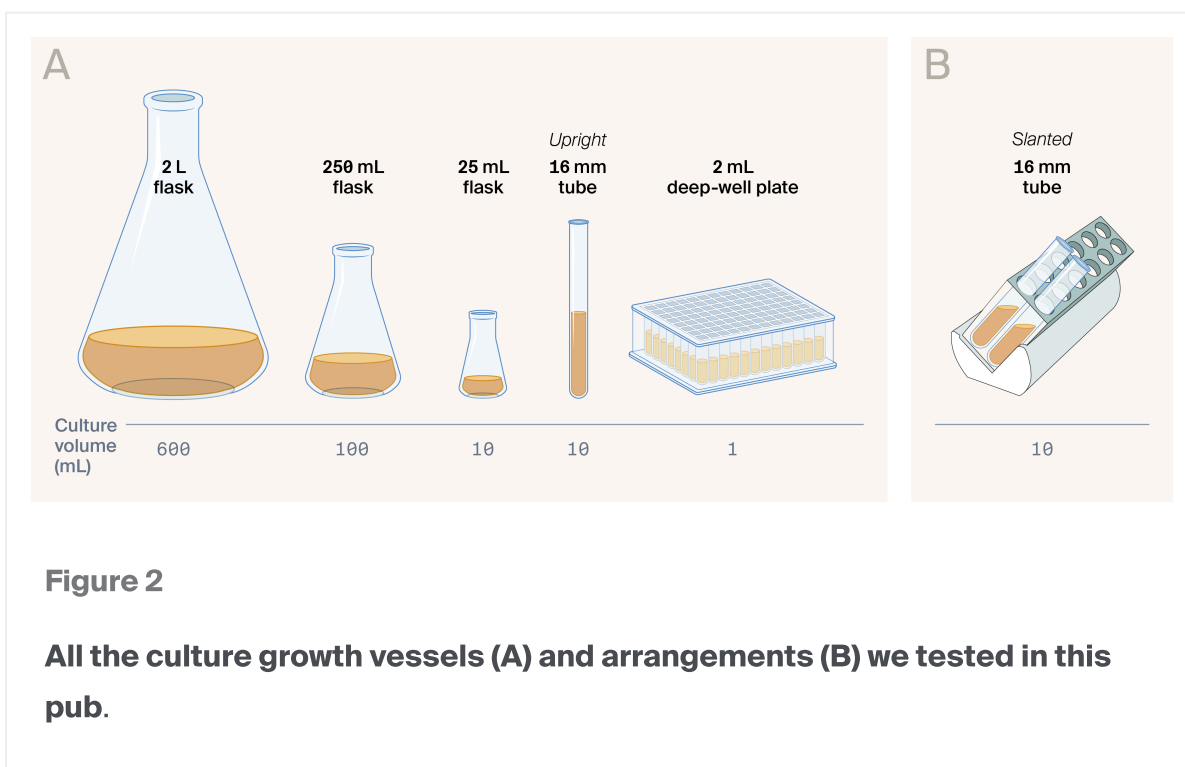 A
B
Upright
Slanted
2 L
flask
250 mL
flask
25 mL
flask
16 mm
tube
2 mL
deep-well plate
16 mm
tube
Culture
volume
(mL)
600
100
10
10
1
10
Figure 2
All the culture growth vessels (A) and arrangements (B) we tested in this
pub.